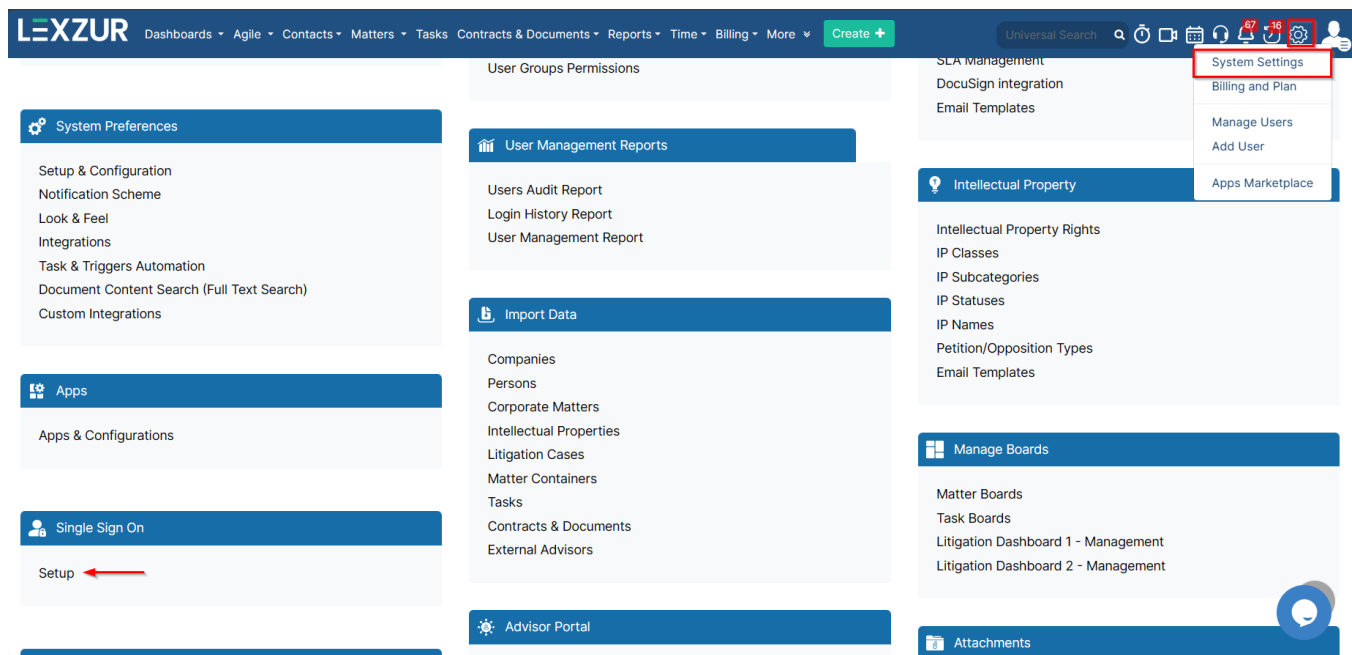 LEXZUR
Dashboards Agile Contacts Matters Tasks Contracts & Documents Reports Time Billing More Create +
Universal Search
67
16
System Settings
Billing and Plan
Manage Users
Add User
Apps Marketplace
System Preferences
Setup & Configuration
Notification Scheme
Look & Feel
Integrations
Task & Triggers Automation
Document Content Search (Full Text Search)
Custom Integrations
Apps
Apps & Configurations
Single Sign On
Setup
User Groups Permissions
User Management Reports
Users Audit Report
Login History Report
User Management Report
Import Data
Companies
Persons
Corporate Matters
Intellectual Properties
Litigation Cases
Matter Containers
Tasks
Contracts & Documents
External Advisors
Advisor Portal
SLA Management
DocuSign integration
Email Templates
Intellectual Property
Intellectual Property Rights
IP Classes
IP Subcategories
IP Statuses
IP Names
Petition/Opposition Types
Email Templates
Manage Boards
Matter Boards
Task Boards
Litigation Dashboard 1 - Management
Litigation Dashboard 2 - Management
Attachments